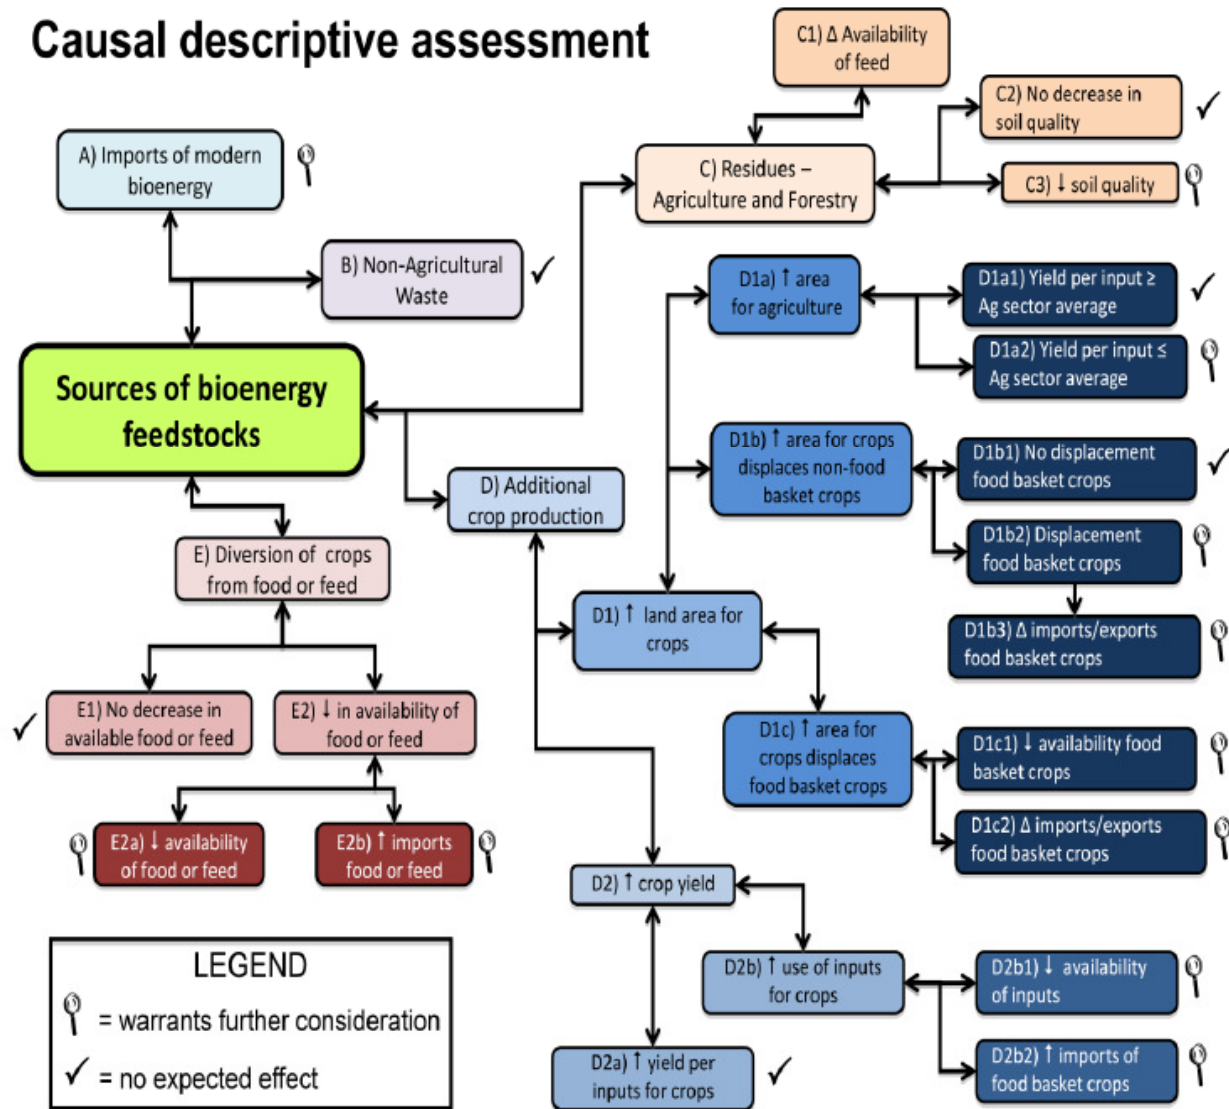 Causal descriptive assessment
C1) Δ Availability
of feed
C2) No decrease in
soil quality
✓
A) Imports of modern
bioenergy
C) Residues –
Agriculture and Forestry
C3) ↓ soil quality
B) Non-Agricultural
Waste
✓
D1a) ↑ area
for agriculture
D1a1) Yield per input ≥
Ag sector average
✓
D1a2) Yield per input ≤
Ag sector average
Sources of bioenergy
feedstocks
D1b) ↑ area for crops
displaces non-food
basket crops
D1b1) No displacement
food basket crops
✓
D) Additional
crop production
D1b2) Displacement
food basket crops
E) Diversion of crops
from food or feed
D1) ↑ land area for
crops
D1b3) Δ imports/exports
food basket crops
✓
E1) No decrease in
available food or feed
E2) ↓ in availability of
food or feed
D1c) ↑ area for
crops displaces
food basket crops
D1c1) ↓ availability food
basket crops
D1c2) Δ imports/exports
food basket crops
E2a) ↓ availability
of food or feed
E2b) ↑ imports
food or feed
D2) ↑ crop yield
D2b) ↑ use of inputs
for crops
D2b1) ↓ availability
of inputs
D2a) ↑ yield per
inputs for crops
✓
D2b2) ↑ imports of
food basket crops
LEGEND
= warrants further consideration
✓ = no expected effect